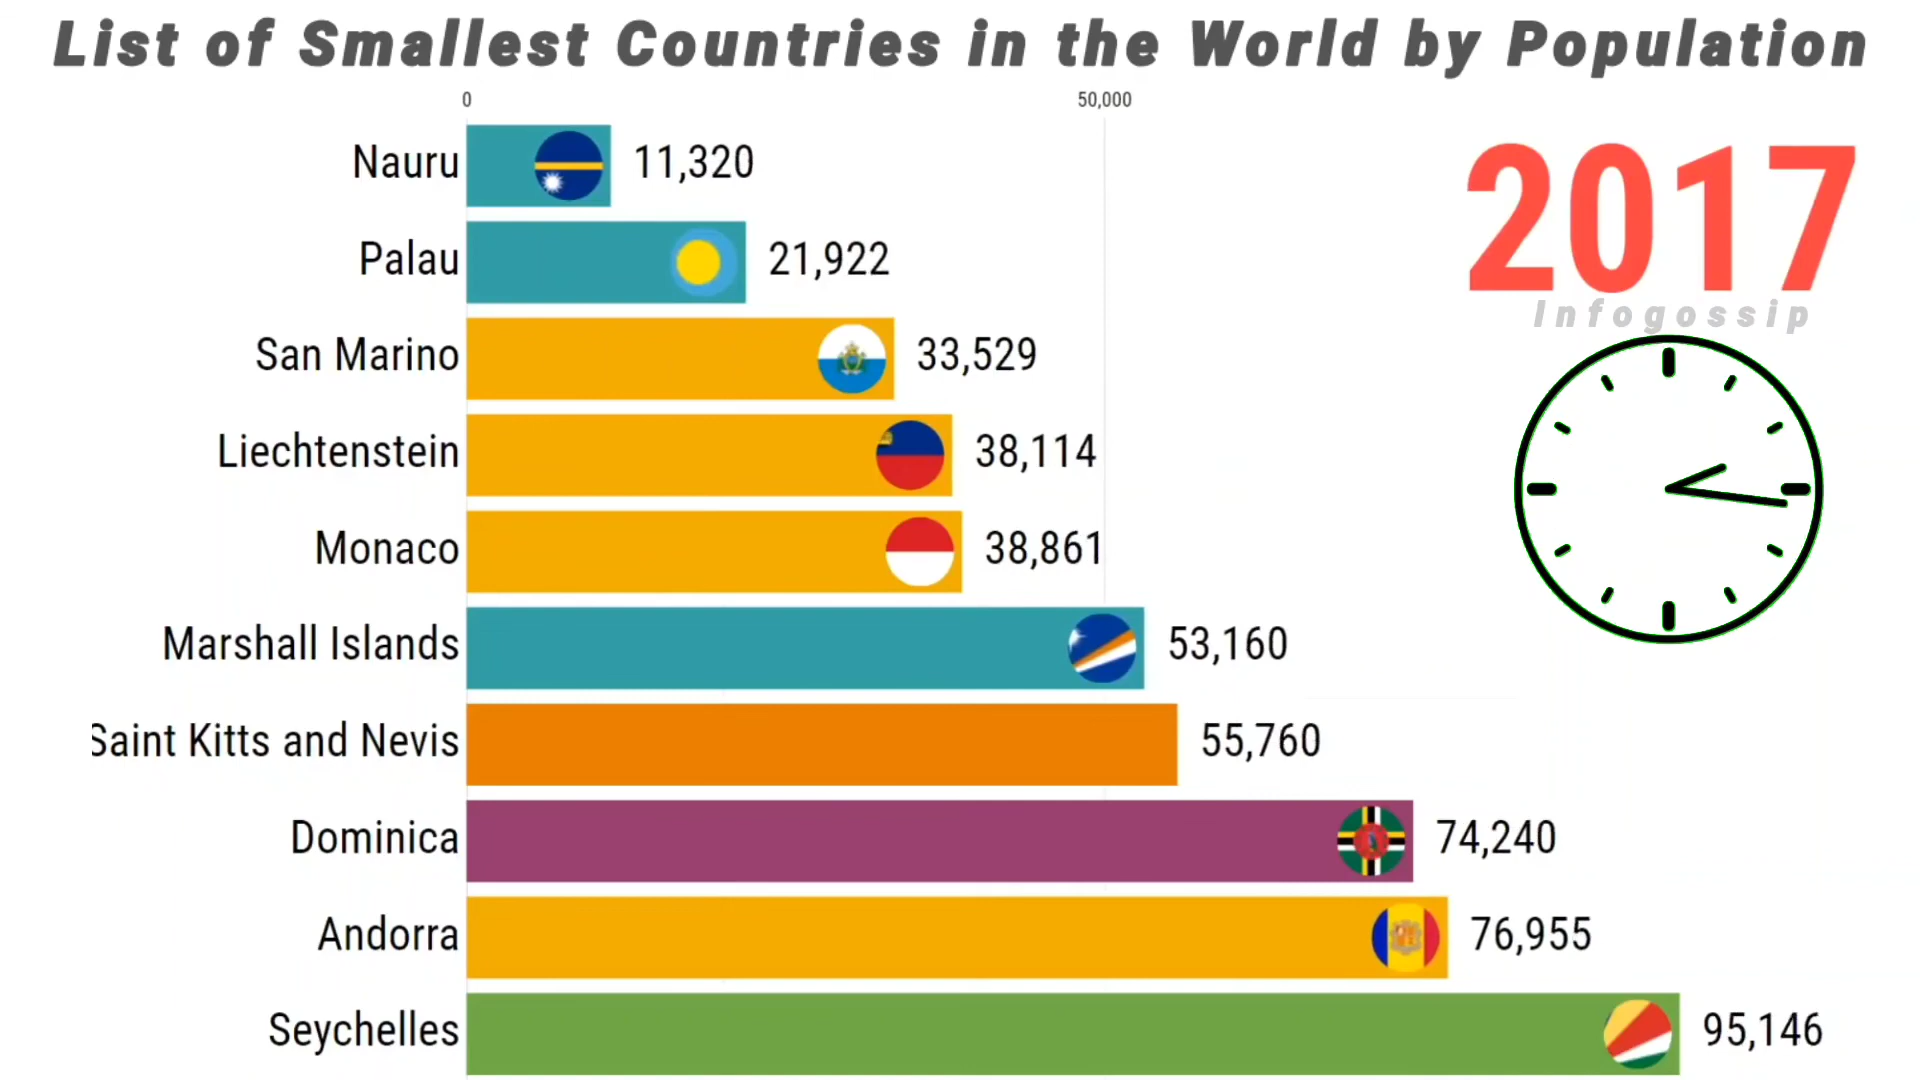 List of Smallest Countries in the World by Population
0 50,000
Nauru 11,320
Palau 21,922
San Marino 33,529
Liechtenstein 38,114
Monaco 38,861
Marshall Islands 53,160
Saint Kitts and Nevis 55,760
Dominica 74,240
Andorra 76,955
Seychelles 95,146
2017
Infogossip